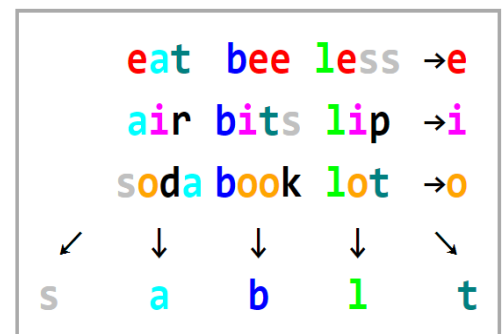 eat bee less →e
air bits lip →i
soda book lot →o
↙ ↓ ↓ ↓ ↘
s a b l t